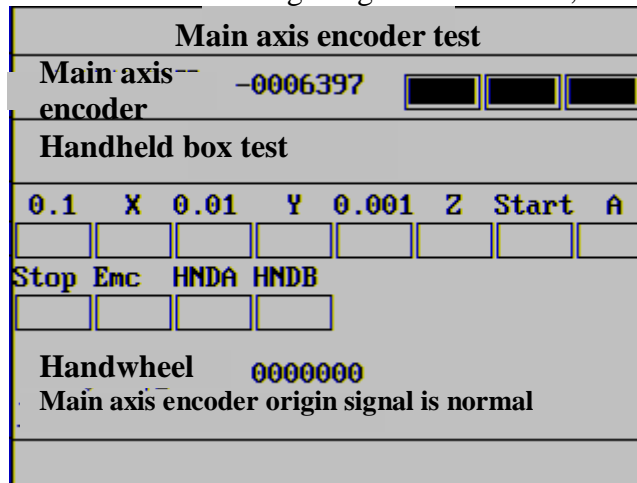 Main axis encoder test
Main axis -0006397
encoder
Handheld box test
0.1 X 0.01 Y 0.001 Z Start A
Stop Emc HNDA HNDB
Handwheel 0000000
Main axis encoder origin signal is normal